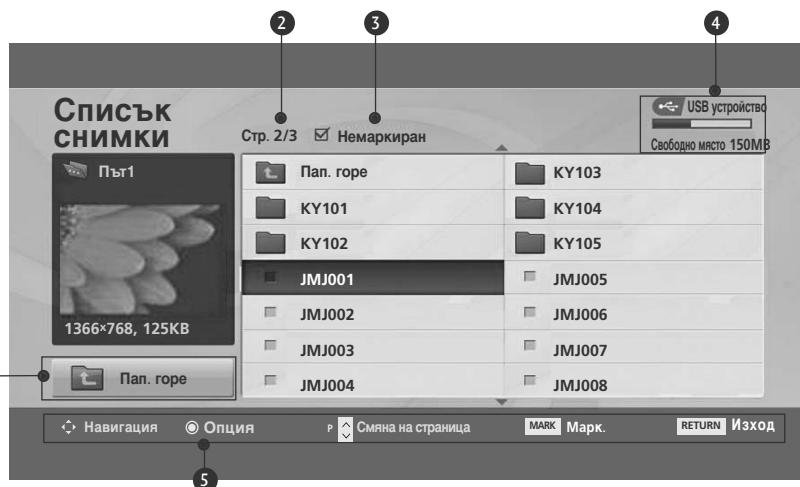 2 3 4
Списък
снимки
Стр. 2/3 Немаркиран
USB устройство
Свободно място 150MB
Път1
1366×768, 125KB
Пап. горе
Пап. горе KY103
KY101 KY104
KY102 KY105
JMJ001 JMJ005
JMJ002 JMJ006
JMJ003 JMJ007
JMJ004 JMJ008
Навигация Опция P Смяна на страница MARK Марк. RETURN Изход
5